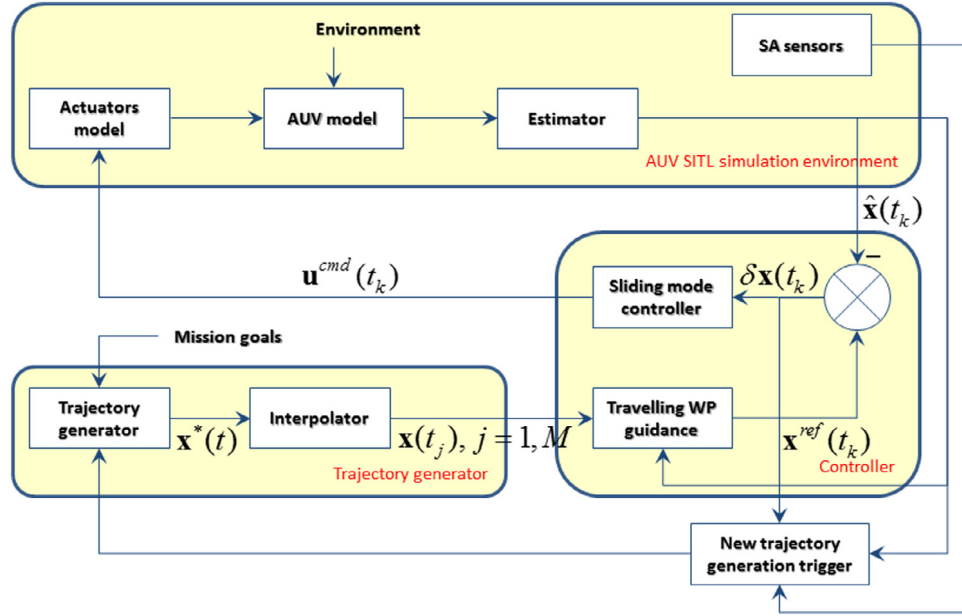 Environment
SA sensors
Actuators
model
AUV model
Estimator
AUV SITL simulation environment
x̂(t_k)
−
u^{cmd}(t_k)
Sliding mode
controller
δx(t_k)
Mission goals
Trajectory
generator
x^*(t)
Interpolator
x(t_j), j = 1, M
Travelling WP
guidance
x^{ref}(t_k)
Trajectory generator
Controller
New trajectory
generation trigger